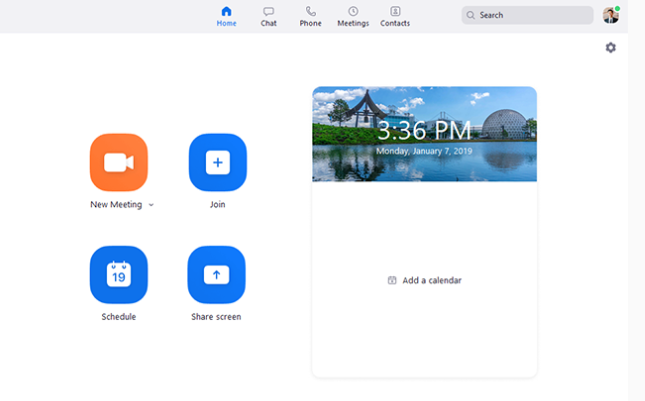 Home
Chat
Phone
Meetings
Contacts
Search
3:36 PM
Monday, January 7, 2019
New Meeting
Join
19
Schedule
Share screen
Add a calendar